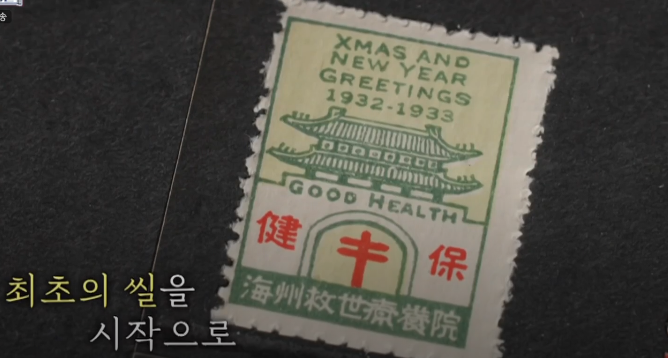 송
XMAS AND
NEW YEAR
GREETINGS
1932-1933
GOOD HEALTH
健 保
海州救世療養院
최초의 씰을
시작으로